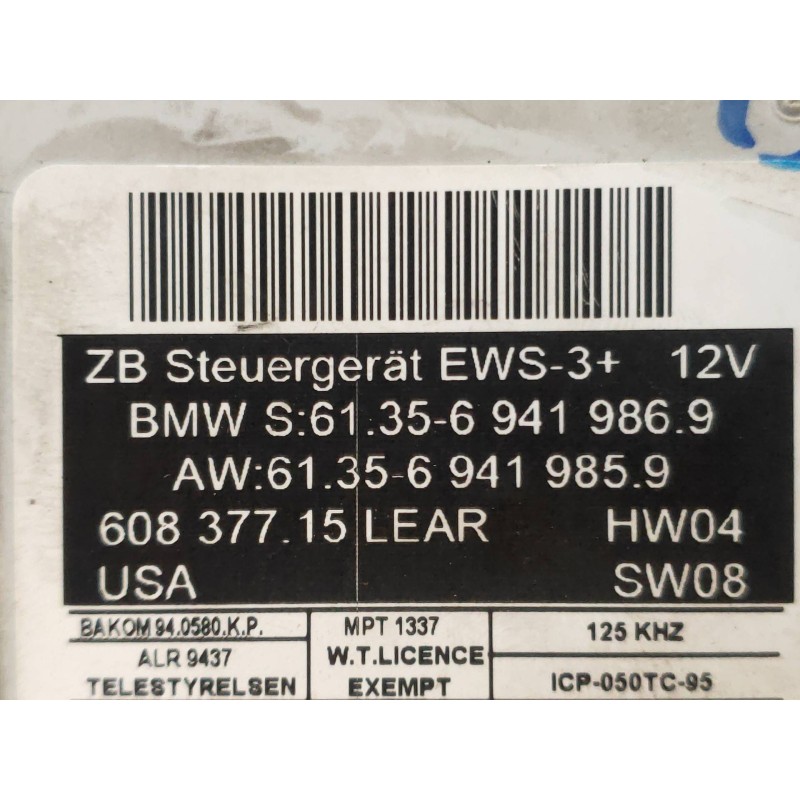 ZB Steuergerät EWS-3+ 12V
BMW S:61.35-6 941 986.9
AW:61.35-6 941 985.9
608 377.15 LEAR HW04
USA SW08
BAKOM 94.0580.K.P. MPT 1337 125 KHZ
ALR 9437 W.T.LICENCE
TELESTYRELSEN EXEMPT ICP-050TC-95